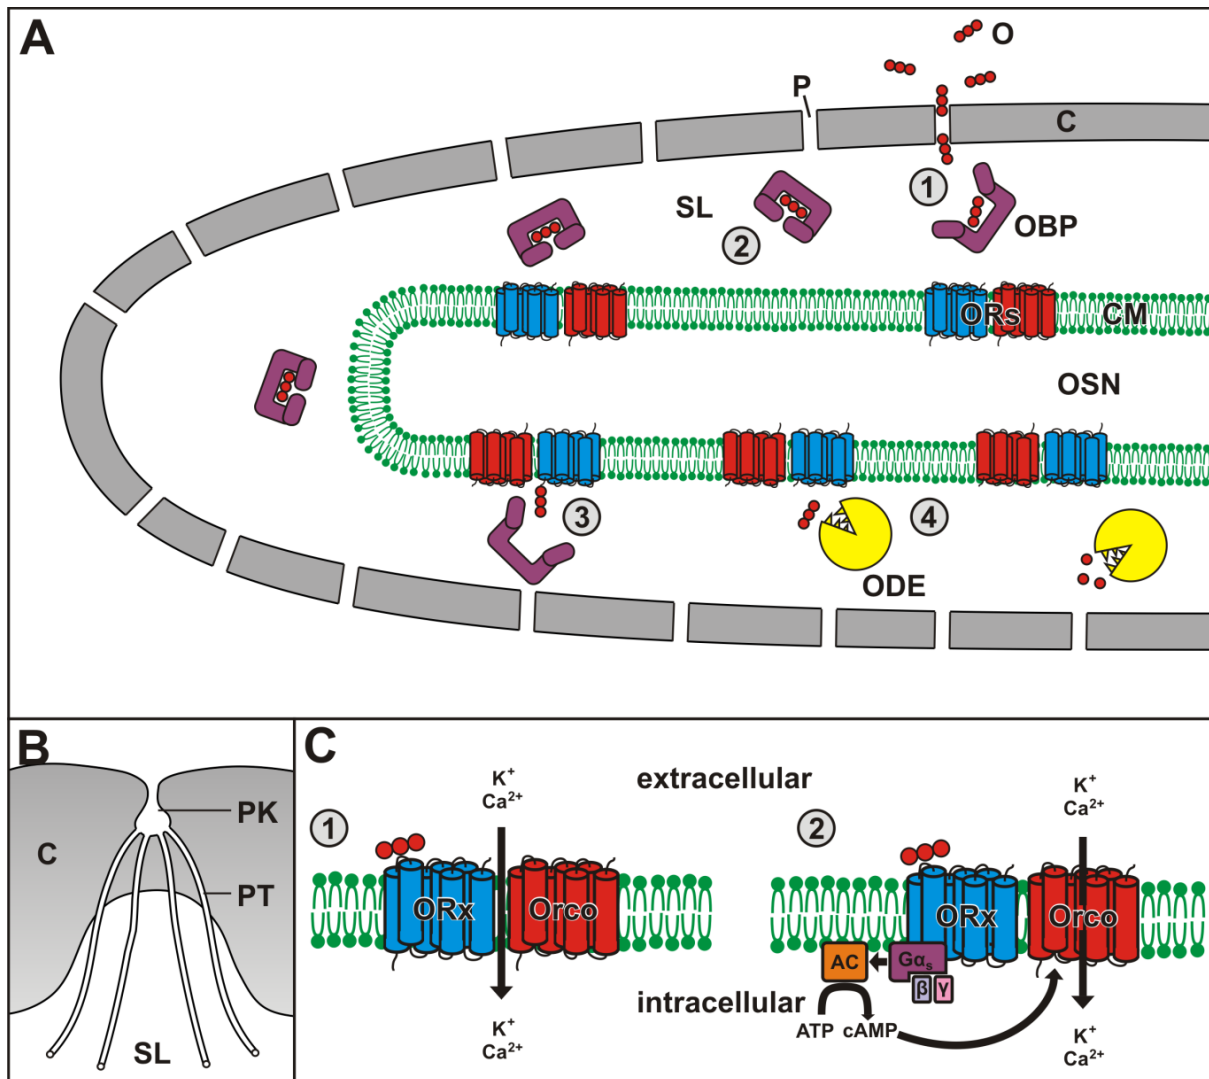 A
O
P
C
1
SL
OBP
2
ORs
CM
OSN
3
4
ODE
B
PK
C
PT
SL
C
extracellular
K⁺
Ca²⁺
1
ORx
Orco
K⁺
Ca²⁺
intracellular
2
K⁺
Ca²⁺
ORx
Orco
AC
Gαₛ
β
γ
ATP
cAMP
K⁺
Ca²⁺